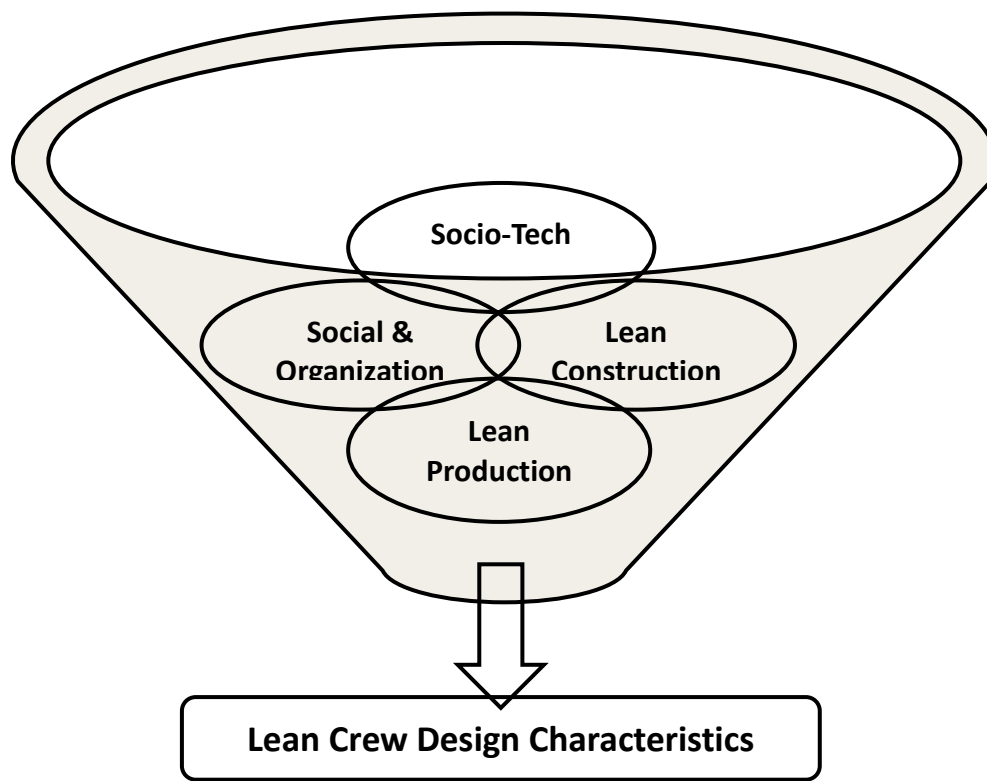 Socio-Tech
Social &
Organization
Lean
Construction
Lean
Production
Lean Crew Design Characteristics